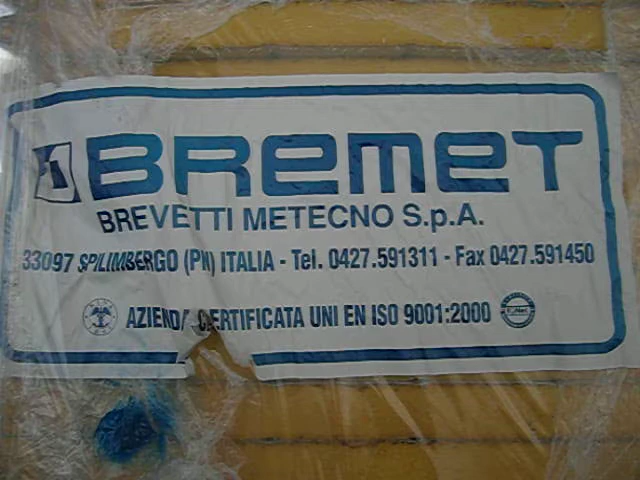 BREMET
BREVETTI METECNO S.p.A.
33097 SPILIMBERGO (PN) ITALIA - Tel. 0427.591311 - Fax 0427.591450
AZIENDA CERTIFICATA UNI EN ISO 9001:2000